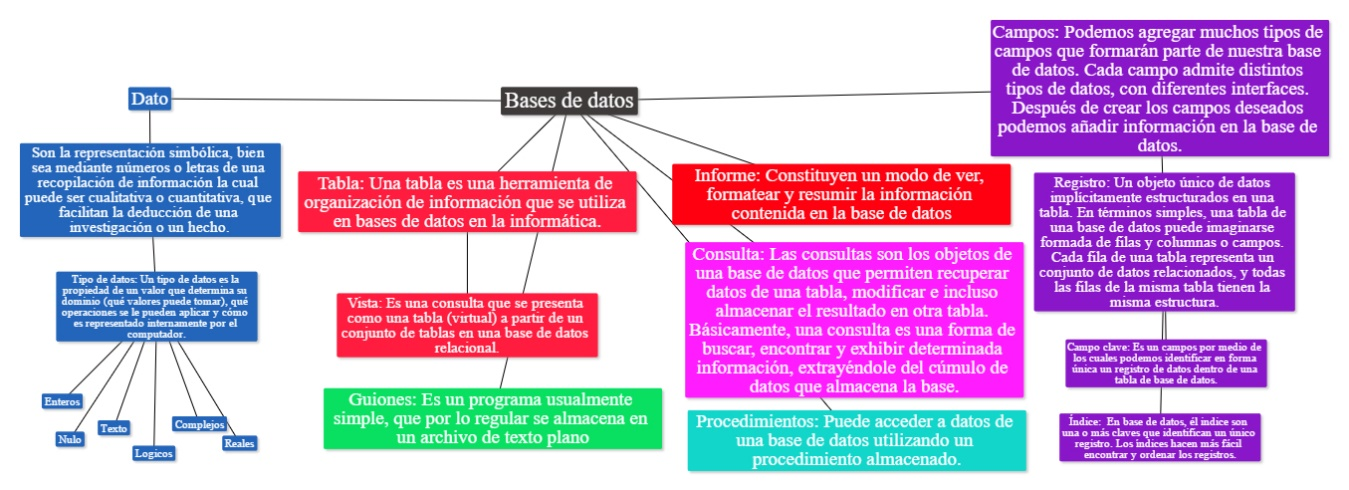 Bases de datos
Dato
Son la representación simbólica, bien
sea mediante números o letras de una
recopilación de información la cual
puede ser cualitativa o cuantitativa, que
facilitan la deducción de una
investigación o un hecho.
Tipo de datos: Un tipo de datos es la
propiedad de un valor que determina su
dominio (qué valores puede tomar), qué
operaciones se le pueden aplicar y cómo
es representado internamente por el
computador.
Enteros
Nulo
Texto
Logicos
Complejos
Reales
Tabla: Una tabla es una herramienta de
organización de información que se utiliza
en bases de datos en la informática.
Vista: Es una consulta que se presenta
como una tabla (virtual) a partir de un
conjunto de tablas en una base de datos
relacional.
Guiones: Es un programa usualmente
simple, que por lo regular se almacena en
un archivo de texto plano
Informe: Constituyen un modo de ver,
formatear y resumir la información
contenida en la base de datos
Consulta: Las consultas son los objetos de
una base de datos que permiten recuperar
datos de una tabla, modificar e incluso
almacenar el resultado en otra tabla.
Básicamente, una consulta es una forma de
buscar, encontrar y exhibir determinada
información, extrayéndole del cúmulo de
datos que almacena la base.
Procedimientos: Puede acceder a datos de
una base de datos utilizando un
procedimiento almacenado.
Campos: Podemos agregar muchos tipos de
campos que formarán parte de nuestra base
de datos. Cada campo admite distintos
tipos de datos, con diferentes interfaces.
Después de crear los campos deseados
podemos añadir información en la base de
datos.
Registro: Un objeto único de datos
implícitamente estructurados en una
tabla. En términos simples, una tabla de
una base de datos puede imaginarse
formada de filas y columnas o campos.
Cada fila de una tabla representa un
conjunto de datos relacionados, y todas
las filas de la misma tabla tienen la
misma estructura.
Campo clave: Es un campos por medio de
los cuales podemos identificar en forma
única un registro de datos dentro de una
tabla de base de datos.
Índice: En base de datos, él índice son
una o más claves que identifican un único
registro. Los índices hacen más fácil
encontrar y ordenar los registros.